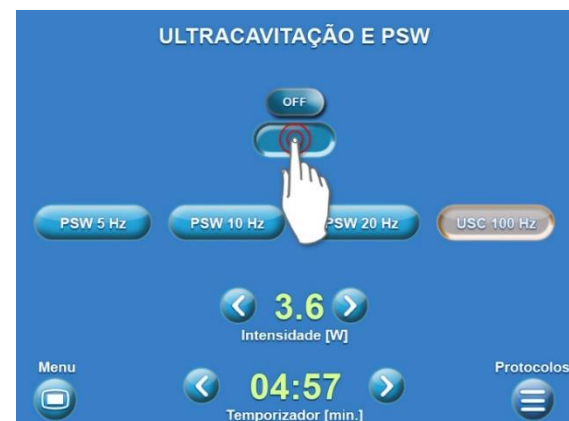 ULTRACAVITAÇÃO E PSW
OFF
PSW 5 Hz PSW 10 Hz PSW 20 Hz USC 100 Hz
3.6
Intensidade [W]
Menu Protocolos
04:57
Temporizador [min.]